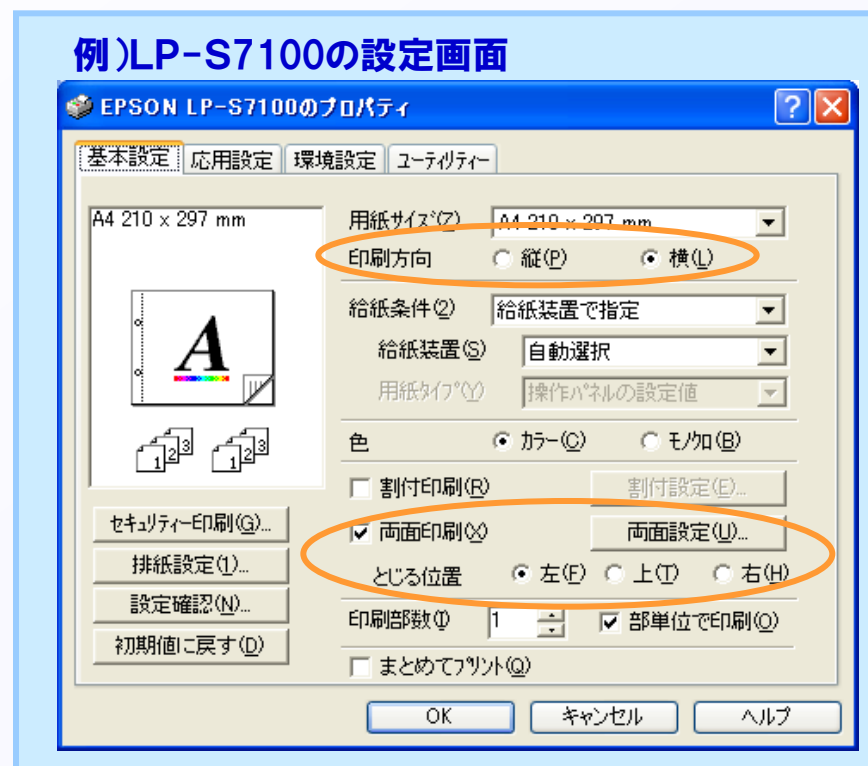 例)LP-S7100の設定画面
EPSON LP-S7100のプロパティ
基本設定 応用設定 環境設定 ユーティリティー
A4 210 x 297 mm
用紙サイズ(Z) A4 210 x 297 mm
印刷方向 縦(P) 横(L)
給紙条件(2) 給紙装置で指定
給紙装置(S) 自動選択
用紙タイプ(Y) 操作パネルの設定値
A
1 2 3 1 2 3
色 カラー(C) モノクロ(B)
割付印刷(R) 割付設定(E)...
セキュリティー印刷(G)...
両面印刷(X) 両面設定(U)...
排紙設定(1)...
とじる位置 左(F) 上(T) 右(H)
設定確認(N)...
印刷部数(I) 1 部単位で印刷(O)
初期値に戻す(D)
まとめてプリント(Q)
OK キャンセル ヘルプ